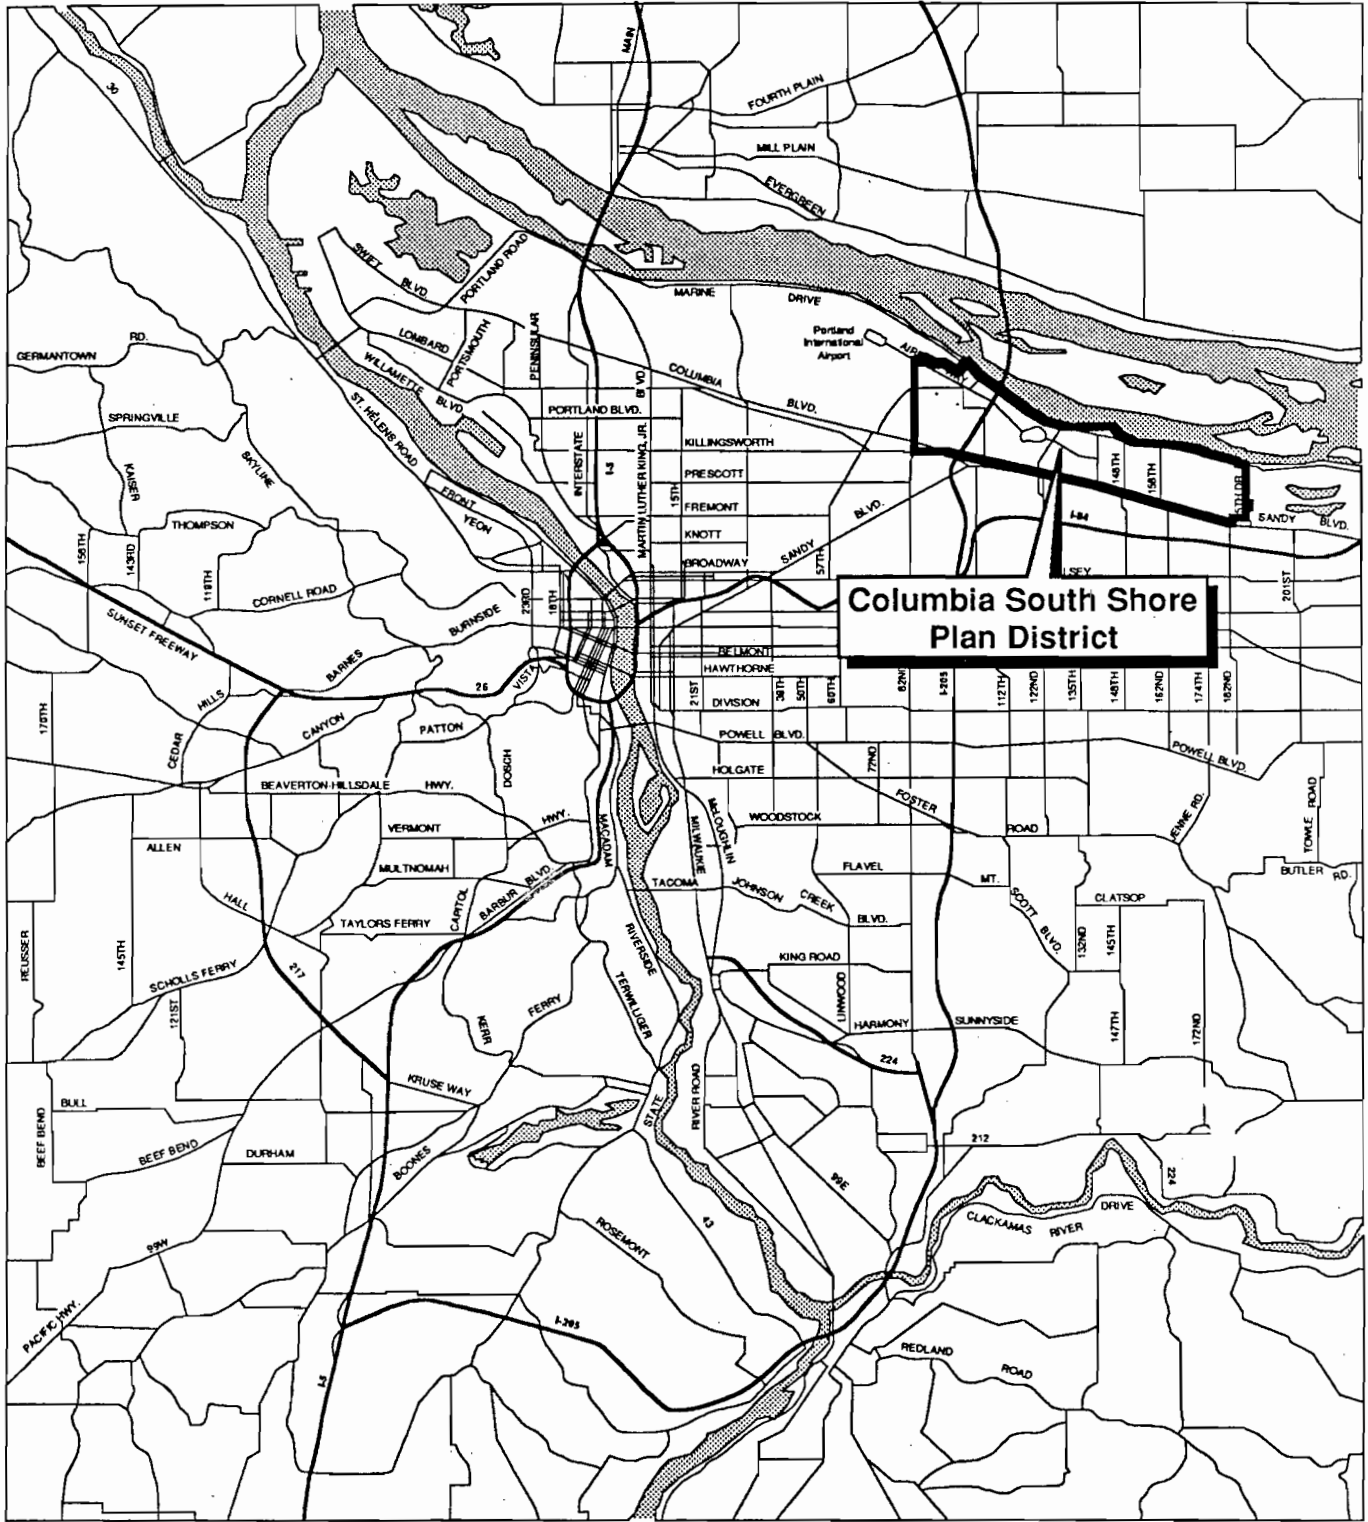 MAIN
30
FOURTH PLAIN
MILL PLAIN
EVERGREEN
SWIFT
BLVD.
PORTLAND ROAD
MARINE
DRIVE
Portland
International
Airport
GERMANTOWN
RD.
LOMBARD
PORTSMOUTH
PENINSULAR
WILLAMETTE
BLVD.
COLUMBIA
BLVD.
PORTLAND BLVD.
SPRINGVILLE
ST. HELENS ROAD
INTERSTATE
I-5
MARTIN LUTHER KING, JR.
BLVD.
KILLINGSWORTH
KAISER
SKYLINE
PRESCOTT
15TH
148TH
158TH
FRONT
YEON
FREMONT
BLVD.
I-84
SANDY
BLVD.
THOMPSON
KNOTT
SANDY
57TH
156TH
143RD
119TH
BROADWAY
CORNELL ROAD
23RD
18TH
201ST
Columbia South Shore
Plan District
SUNSET FREEWAY
BURNSIDE
BELMONT
HAWTHORNE
BARNES
26
VISTA
21ST
39TH
50TH
60TH
82ND
I-205
112TH
122ND
135TH
148TH
162ND
174TH
182ND
170TH
HILLS
CEDAR
CANYON
PATTON
DIVISION
POWELL BLVD.
POWELL BLVD.
DOSCH
HOLGATE
72ND
BEAVERTON-HILLSDALE
HWY.
FOSTER
ROAD
JENNE RD.
TOWLE ROAD
HWY.
MACADAM
MILWAUKIE
McLOUGHLIN
WOODSTOCK
VERMONT
ALLEN
MULTNOMAH
FLAVEL
MT.
SCOTT
BLVD.
BUTLER
RD.
TACOMA
JOHNSON
CREEK
BLVD.
CLATSOP
HALL
CAPITOL
BARBUR
BLVD.
TAYLORS FERRY
REUSSER
145TH
RIVERSIDE
132ND
145TH
KING ROAD
SCHOLLS FERRY
217
TERWILLIGER
LINWOOD
121ST
KERR
FERRY
HARMONY
SUNNYSIDE
147TH
172ND
224
KRUSE WAY
STATE
RIVER ROAD
BULL
BEEF BEND
BEEF BEND
DURHAM
BOONES
212
224
99E
CLACKAMAS
RIVER
DRIVE
43
ROSEMONT
99W
PACIFIC HWY.
I-205
I-5
REDLAND
ROAD